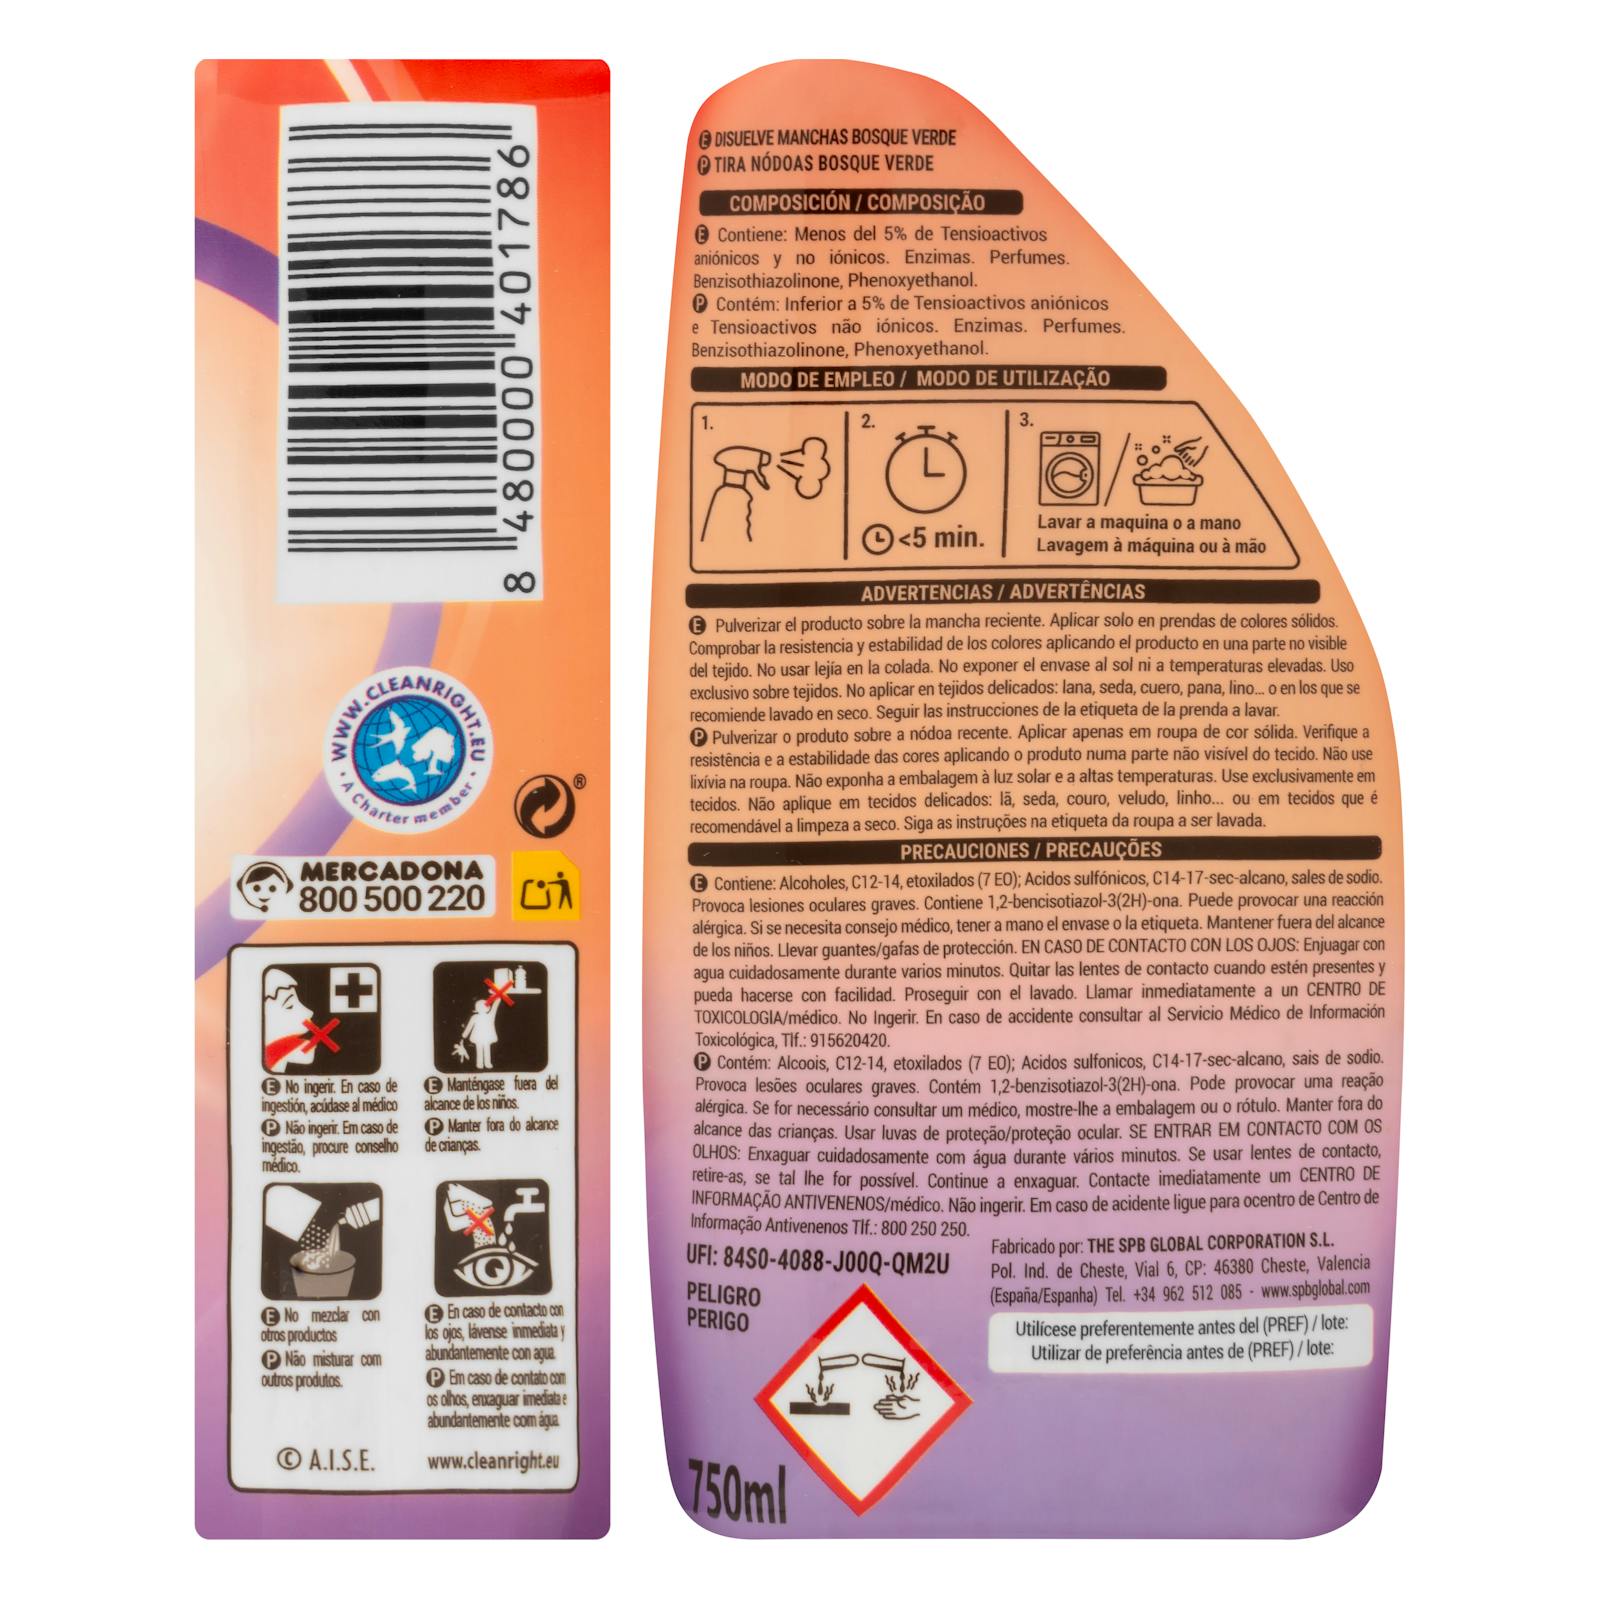 8 480000 401786
WWW.CLEANRIGHT.EU
· A Charter member ·
®
MERCADONA
800 500 220
E No ingerir. En caso de
ingestión, acúdase al médico
P Não ingerir. Em caso de
ingestão, procure conselho
médico.
E Manténgase fuera del
alcance de los niños.
P Manter fora do alcance
de crianças.
E No mezclar con
otros productos
P Não misturar com
outros produtos.
E En caso de contacto con
los ojos, lávense inmediata y
abundantemente con agua.
P Em caso de contato com
os olhos, enxaguar imediata e
abundantemente com água.
© A.I.S.E.
www.cleanright.eu
E DISUELVE MANCHAS BOSQUE VERDE
P TIRA NÓDOAS BOSQUE VERDE
COMPOSICIÓN / COMPOSIÇÃO
E Contiene: Menos del 5% de Tensioactivos
aniónicos y no iónicos. Enzimas. Perfumes.
Benzisothiazolinone, Phenoxyethanol.
P Contém: Inferior a 5% de Tensioactivos aniónicos
e Tensioactivos não iónicos. Enzimas. Perfumes.
Benzisothiazolinone, Phenoxyethanol.
MODO DE EMPLEO / MODO DE UTILIZAÇÃO
1.
2.
3.
<5 min.
Lavar a maquina o a mano
Lavagem à máquina ou à mão
ADVERTENCIAS / ADVERTÊNCIAS
E Pulverizar el producto sobre la mancha reciente. Aplicar solo en prendas de colores sólidos.
Comprobar la resistencia y estabilidad de los colores aplicando el producto en una parte no visible
del tejido. No usar lejía en la colada. No exponer el envase al sol ni a temperaturas elevadas. Uso
exclusivo sobre tejidos. No aplicar en tejidos delicados: lana, seda, cuero, pana, lino... o en los que se
recomiende lavado en seco. Seguir las instrucciones de la etiqueta de la prenda a lavar.
P Pulverizar o produto sobre a nódoa recente. Aplicar apenas em roupa de cor sólida. Verifique a
resistência e a estabilidade das cores aplicando o produto numa parte não visível do tecido. Não use
lixívia na roupa. Não exponha a embalagem à luz solar e a altas temperaturas. Use exclusivamente em
tecidos. Não aplique em tecidos delicados: lã, seda, couro, veludo, linho... ou em tecidos que é
recomendável a limpeza a seco. Siga as instruções na etiqueta da roupa a ser lavada.
PRECAUCIONES / PRECAUÇÕES
E Contiene: Alcoholes, C12-14, etoxilados (7 EO); Acidos sulfónicos, C14-17-sec-alcano, sales de sodio.
Provoca lesiones oculares graves. Contiene 1,2-bencisotiazol-3(2H)-ona. Puede provocar una reacción
alérgica. Si se necesita consejo médico, tener a mano el envase o la etiqueta. Mantener fuera del alcance
de los niños. Llevar guantes/gafas de protección. EN CASO DE CONTACTO CON LOS OJOS: Enjuagar con
agua cuidadosamente durante varios minutos. Quitar las lentes de contacto cuando estén presentes y
pueda hacerse con facilidad. Proseguir con el lavado. Llamar inmediatamente a un CENTRO DE
TOXICOLOGIA/médico. No Ingerir. En caso de accidente consultar al Servicio Médico de Información
Toxicológica, Tlf.: 915620420.
P Contém: Alcoois, C12-14, etoxilados (7 EO); Acidos sulfonicos, C14-17-sec-alcano, sais de sodio.
Provoca lesões oculares graves. Contém 1,2-benzisotiazol-3(2H)-ona. Pode provocar uma reação
alérgica. Se for necessário consultar um médico, mostre-lhe a embalagem ou o rótulo. Manter fora do
alcance das crianças. Usar luvas de proteção/proteção ocular. SE ENTRAR EM CONTACTO COM OS
OLHOS: Enxaguar cuidadosamente com água durante vários minutos. Se usar lentes de contacto,
retire-as, se tal lhe for possível. Continue a enxaguar. Contacte imediatamente um CENTRO DE
INFORMAÇÃO ANTIVENENOS/médico. Não ingerir. Em caso de accidente ligue para ocentro de Centro de
Informação Antivenenos Tlf.: 800 250 250.
UFI: 84S0-4088-J00Q-QM2U
PELIGRO
PERIGO
Fabricado por: THE SPB GLOBAL CORPORATION S.L.
Pol. Ind. de Cheste, Vial 6, CP: 46380 Cheste, Valencia
(España/Espanha) Tel. +34 962 512 085 - www.spbglobal.com
Utilícese preferentemente antes del (PREF) / lote:
Utilizar de preferência antes de (PREF) / lote:
750ml